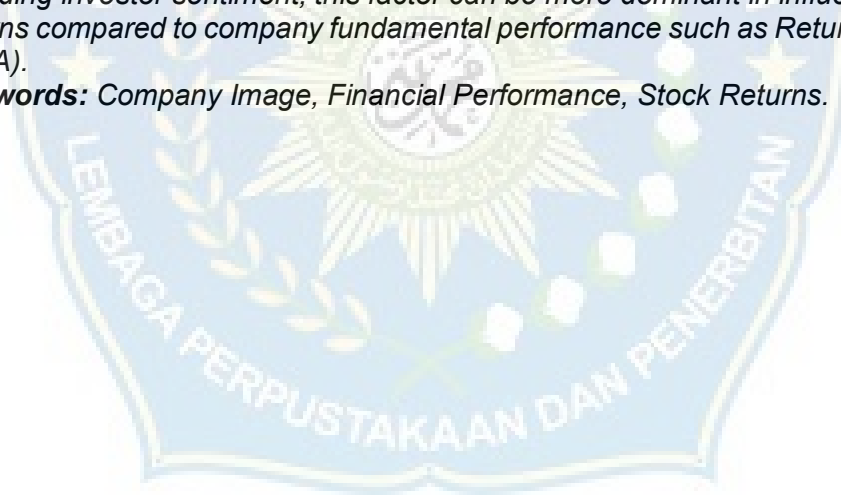 ding investor sentiment, this factor can be more dominant in influe
ns compared to company fundamental performance such as Retur
A).
words: Company Image, Financial Performance, Stock Returns.
LEMBAGA PERPUSTAKAAN DAN PENERBITAN